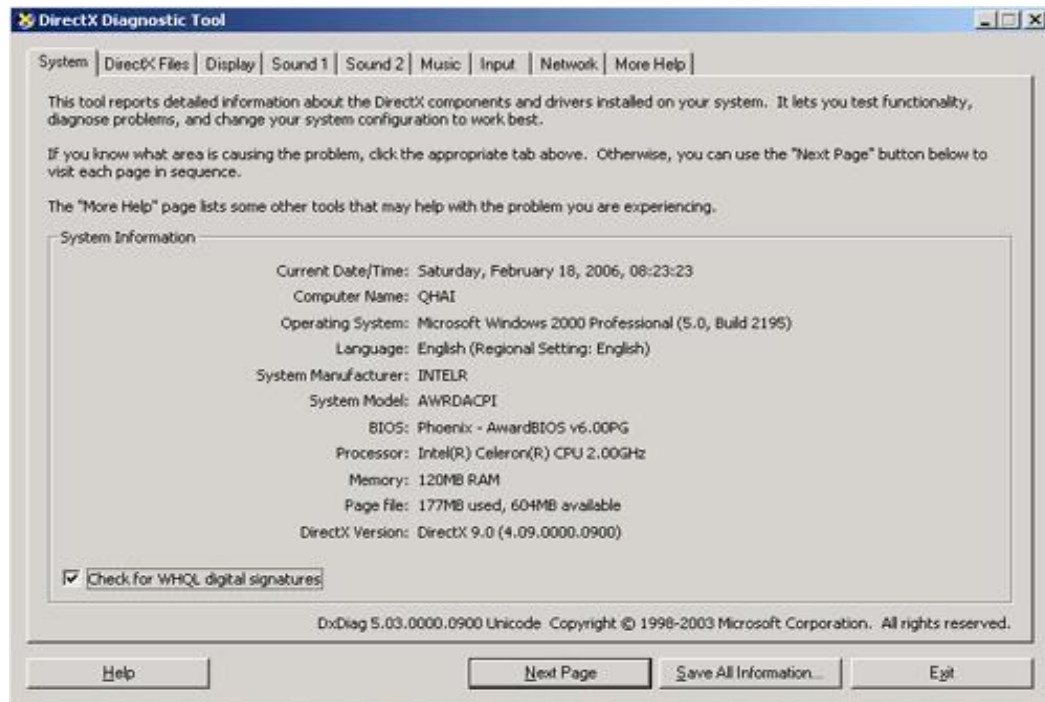 DirectX Diagnostic Tool
System DirectX Files Display Sound 1 Sound 2 Music Input Network More Help
This tool reports detailed information about the DirectX components and drivers installed on your system. It lets you test functionality,
diagnose problems, and change your system configuration to work best.
If you know what area is causing the problem, click the appropriate tab above. Otherwise, you can use the "Next Page" button below to
visit each page in sequence.
The "More Help" page lists some other tools that may help with the problem you are experiencing.
System Information
Current Date/Time: Saturday, February 18, 2006, 08:23:23
Computer Name: QHAI
Operating System: Microsoft Windows 2000 Professional (5.0, Build 2195)
Language: English (Regional Setting: English)
System Manufacturer: INTELR
System Model: AWRDACPI
BIOS: Phoenix - AwardBIOS v6.00PG
Processor: Intel(R) Celeron(R) CPU 2.00GHz
Memory: 120MB RAM
Page file: 177MB used, 604MB available
DirectX Version: DirectX 9.0 (4.09.0000.0900)
Check for WHQL digital signatures
DxDiag 5.03.0000.0900 Unicode Copyright © 1998-2003 Microsoft Corporation. All rights reserved.
Help Next Page Save All Information... Exit